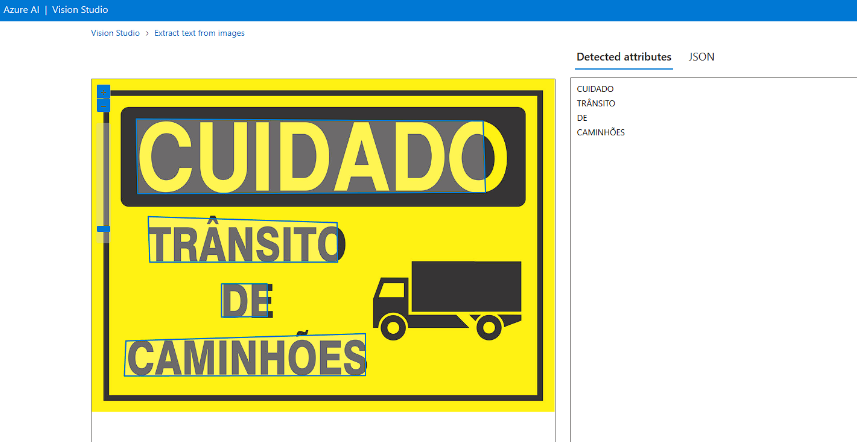 Azure AI | Vision Studio
Vision Studio > Extract text from images
Detected attributes JSON
CUIDADO
TRÂNSITO
DE
CAMINHÕES
CUIDADO
TRÂNSITO
DE
CAMINHÕES